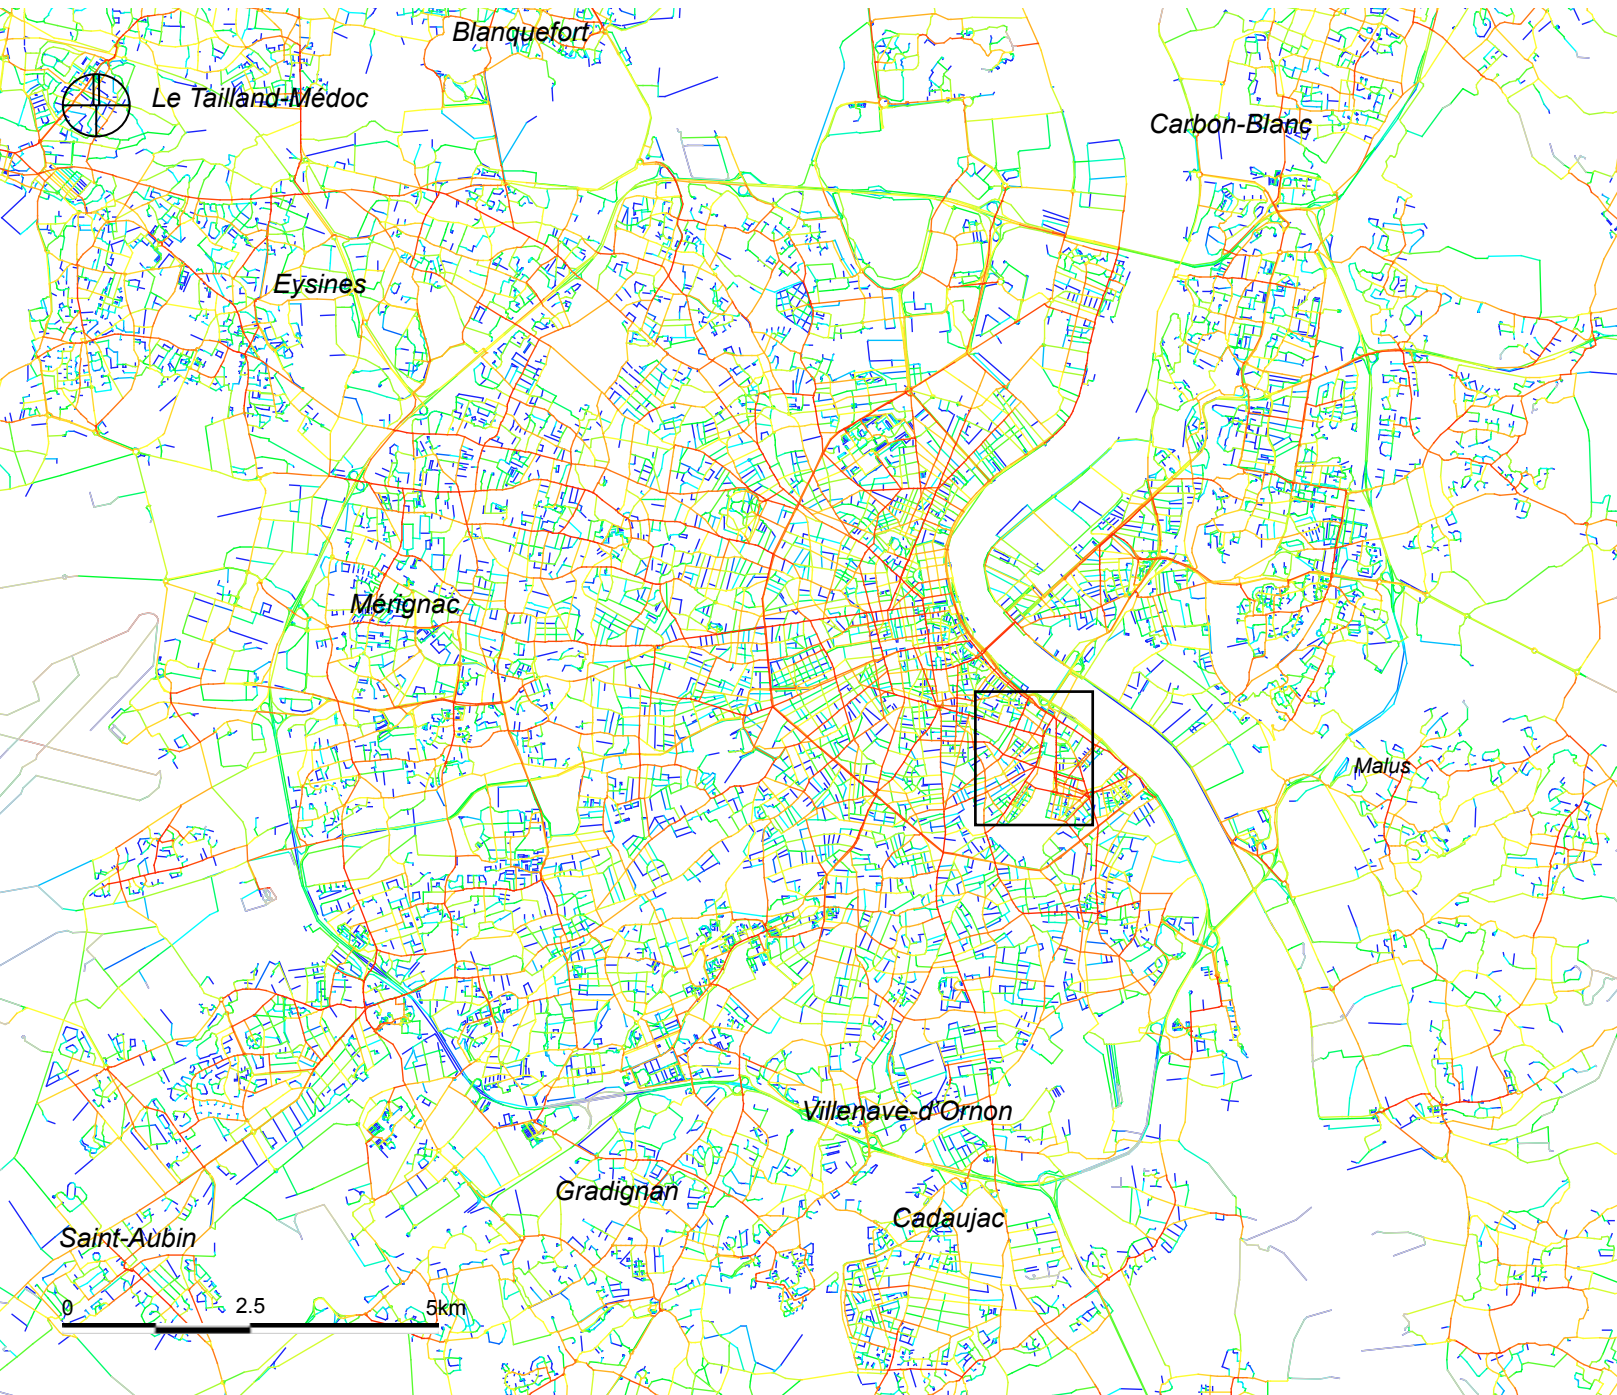 Blanquefort
Le Tailland-Médoc
Carbon-Blanc
Eysines
Mérignac
Malus
Villenave-d'Ornon
Gradignan
Cadaujac
Saint-Aubin
0 2.5 5km